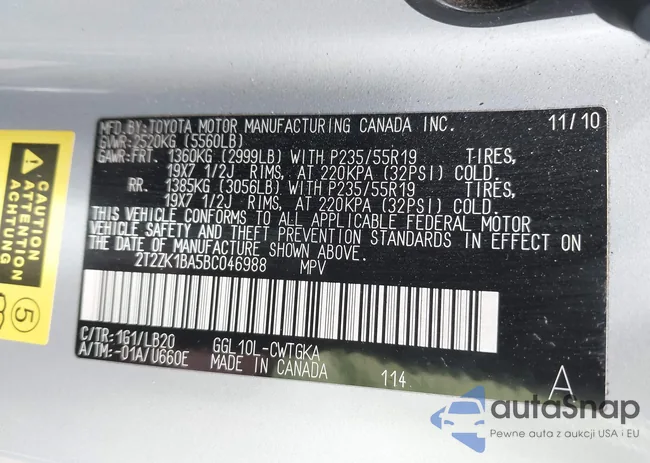 MFD.BY:TOYOTA MOTOR MANUFACTURING CANADA INC. 11/10
GVWR:2520KG (5560LB)
GAWR:FRT. 1360KG (2999LB) WITH P235/55R19 TIRES,
19X7 1/2J RIMS, AT 220KPA (32PSI) COLD.
RR. 1385KG (3056LB) WITH P235/55R19 TIRES,
19X7 1/2J RIMS, AT 220KPA (32PSI) COLD.
THIS VEHICLE CONFORMS TO ALL APPLICABLE FEDERAL MOTOR
VEHICLE SAFETY AND THEFT PREVENTION STANDARDS IN EFFECT ON
THE DATE OF MANUFACTURE SHOWN ABOVE.
2T2ZK1BA5BC046988 MPV
C/TR:1G1/LB20 GGL10L-CWTGKA
A/TM:-01A/U660E MADE IN CANADA 114 A
CAUTION
ATTENTION
ACHTUNG
5
autaSnap
Pewne auta z aukcji USA i EU